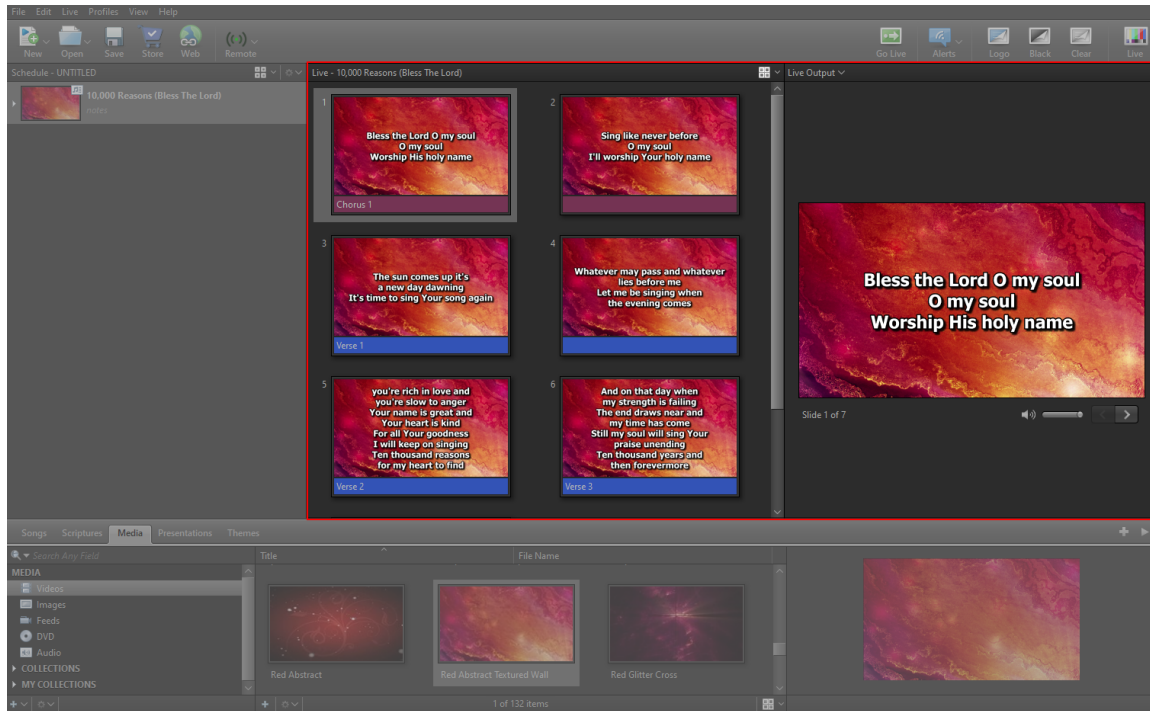 File Edit Live Profiles View Help
New Open Save Store Web Remote
Go Live Alerts Logo Black Clear Live
Schedule - UNTITLED
10,000 Reasons (Bless The Lord)
notes
Live - 10,000 Reasons (Bless The Lord)
1
Bless the Lord O my soul
O my soul
Worship His holy name
Chorus 1
2
Sing like never before
O my soul
I'll worship Your holy name
3
The sun comes up it's
a new day dawning
It's time to sing Your song again
Verse 1
4
Whatever may pass and whatever
lies before me
Let me be singing when
the evening comes
5
you're rich in love and
you're slow to anger
Your name is great and
Your heart is kind
For all Your goodness
I will keep on singing
Ten thousand reasons
for my heart to find
Verse 2
6
And on that day when
my strength is failing
The end draws near and
my time has come
Still my soul will sing Your
praise unending
Ten thousand years and
then forevermore
Verse 3
Live Output
Bless the Lord O my soul
O my soul
Worship His holy name
Slide 1 of 7
Songs Scriptures Media Presentations Themes
Search Any Field
MEDIA
Videos
Images
Feeds
DVD
Audio
COLLECTIONS
MY COLLECTIONS
Title File Name
Red Abstract
Red Abstract Textured Wall
Red Glitter Cross
1 of 132 items